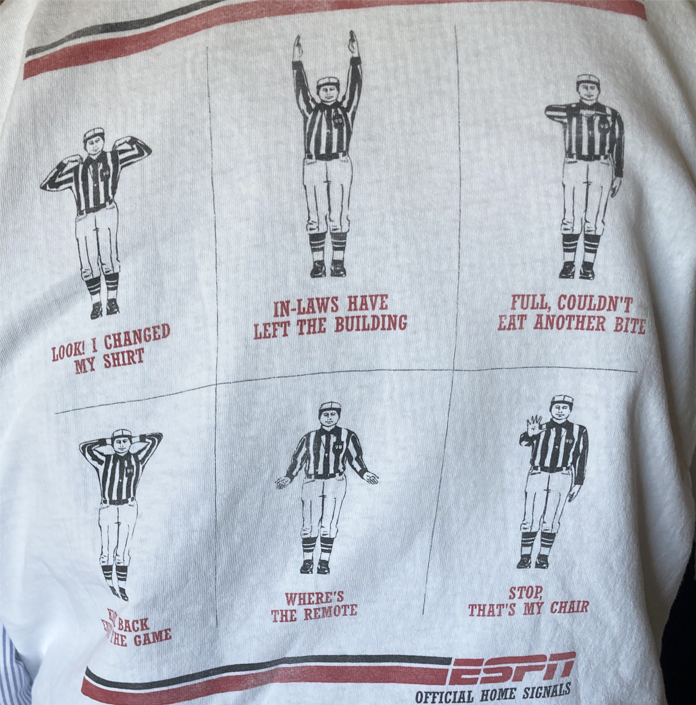 LOOK! I CHANGED
MY SHIRT
IN-LAWS HAVE
LEFT THE BUILDING
FULL, COULDN'T
EAT ANOTHER BITE
BACK
THE GAME
WHERE'S
THE REMOTE
STOP,
THAT'S MY CHAIR
ESPN
OFFICIAL HOME SIGNALS